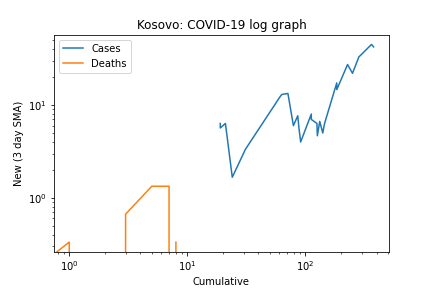 Kosovo: COVID-19 log graph
Cases
Deaths
New (3 day SMA)
10¹
10⁰
10⁰
10¹
10²
Cumulative